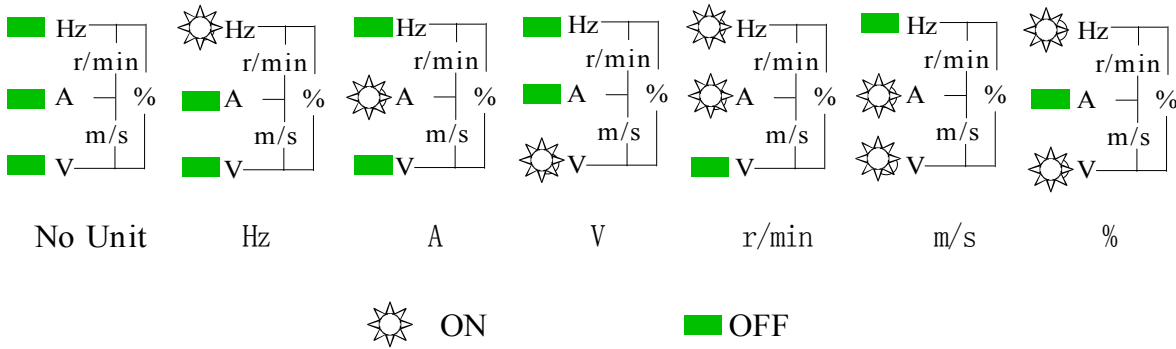 Hz Hz Hz Hz Hz Hz Hz
r/min r/min r/min r/min r/min r/min r/min
A % A % A % A % A % A % A %
m/s m/s m/s m/s m/s m/s m/s
V V V V V V V
No Unit Hz A V r/min m/s %
ON OFF